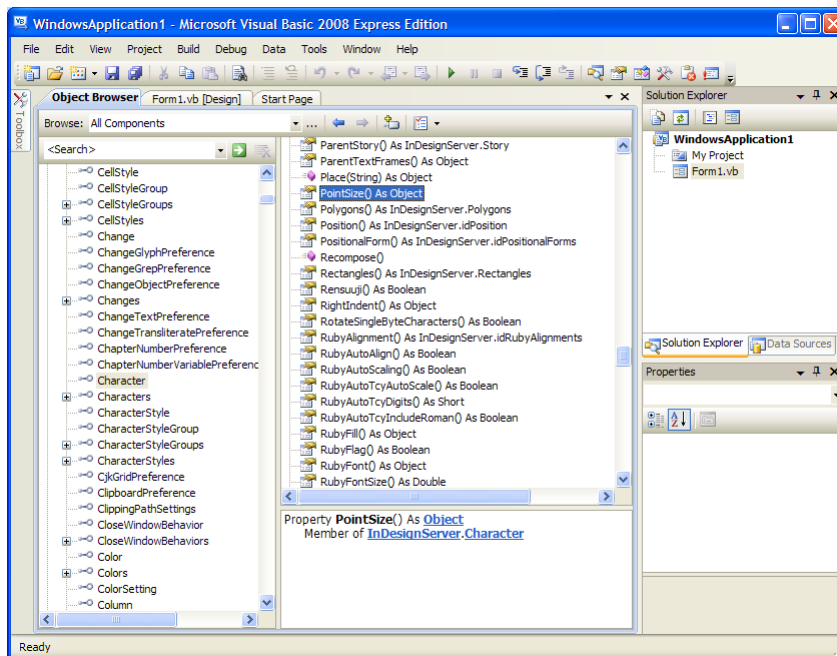 WindowsApplication1 - Microsoft Visual Basic 2008 Express Edition
File Edit View Project Build Debug Data Tools Window Help
Toolbox
Object Browser Form1.vb [Design] Start Page
Browse: All Components
<Search>
CellStyle
CellStyleGroup
CellStyleGroups
CellStyles
Change
ChangeGlyphPreference
ChangeGrepPreference
ChangeObjectPreference
Changes
ChangeTextPreference
ChangeTransliteratePreference
ChapterNumberPreference
ChapterNumberVariablePreferenc
Character
Characters
CharacterStyle
CharacterStyleGroup
CharacterStyleGroups
CharacterStyles
CjkGridPreference
ClipboardPreference
ClippingPathSettings
CloseWindowBehavior
CloseWindowBehaviors
Color
Colors
ColorSetting
Column
ParentStory() As InDesignServer.Story
ParentTextFrames() As Object
Place(String) As Object
PointSize() As Object
Polygons() As InDesignServer.Polygons
Position() As InDesignServer.idPosition
PositionalForm() As InDesignServer.idPositionalForms
Recompose()
Rectangles() As InDesignServer.Rectangles
Rensuuji() As Boolean
RightIndent() As Object
RotateSingleByteCharacters() As Boolean
RubyAlignment() As InDesignServer.idRubyAlignments
RubyAutoAlign() As Boolean
RubyAutoScaling() As Boolean
RubyAutoTcyAutoScale() As Boolean
RubyAutoTcyDigits() As Short
RubyAutoTcyIncludeRoman() As Boolean
RubyFill() As Object
RubyFlag() As Boolean
RubyFont() As Object
RubyFontSize() As Double
Property PointSize() As Object
Member of InDesignServer.Character
Solution Explorer
WindowsApplication1
My Project
Form1.vb
Solution Explorer Data Sources
Properties
Ready